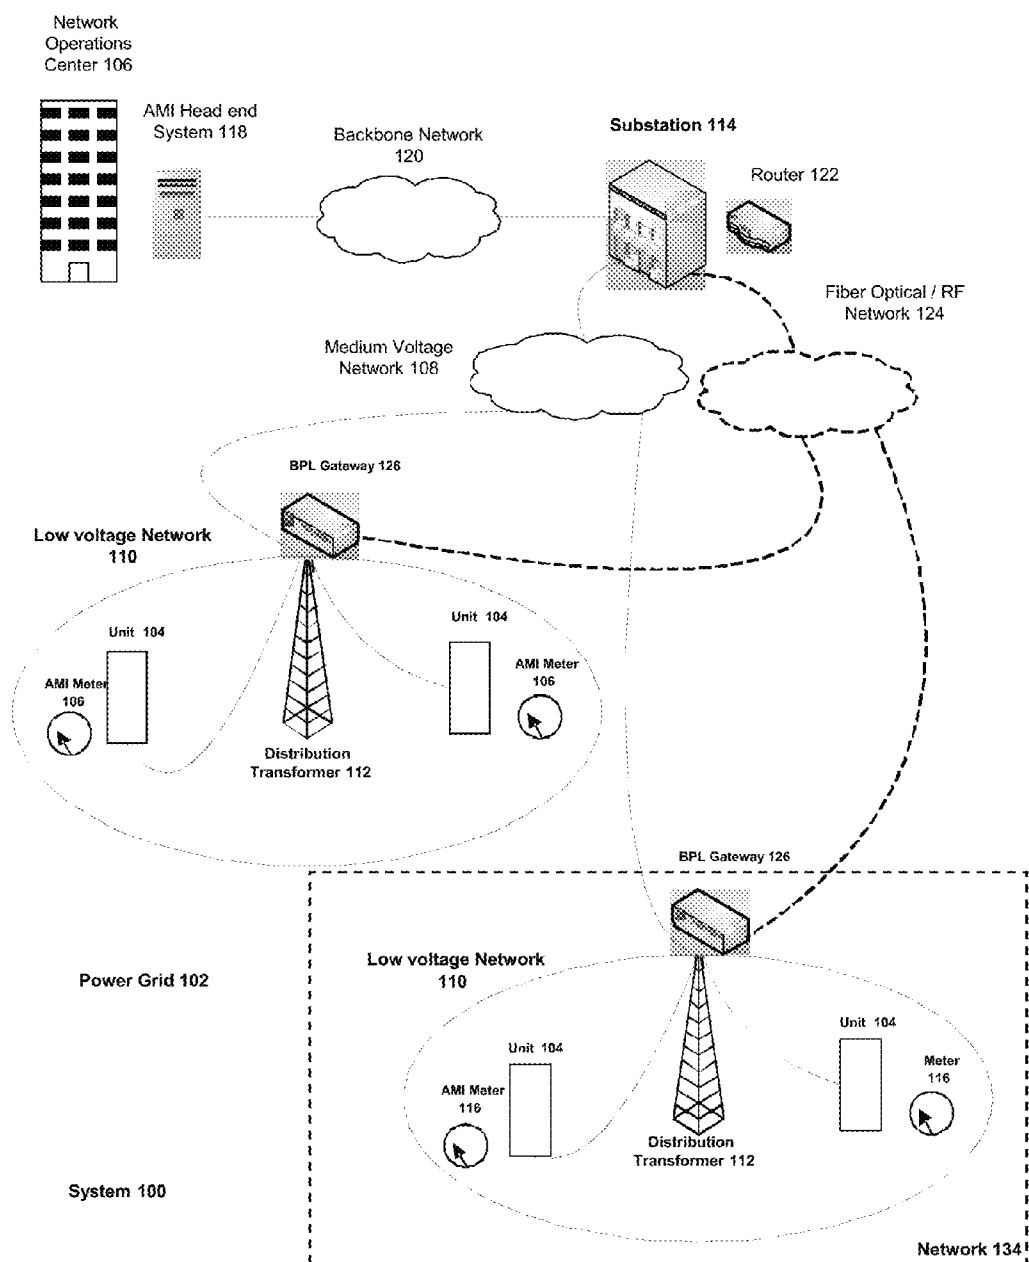 Network
Operations
Center 106
AMI Head end
System 118
Backbone Network
120
Substation 114
Router 122
Fiber Optical / RF
Network 124
Medium Voltage
Network 108
BPL Gateway 126
Low voltage Network
110
Unit 104
Unit 104
AMI Meter
106
AMI Meter
106
Distribution
Transformer 112
BPL Gateway 126
Power Grid 102
Low voltage Network
110
Unit 104
Unit 104
AMI Meter
116
Meter
116
Distribution
Transformer 112
System 100
Network 134